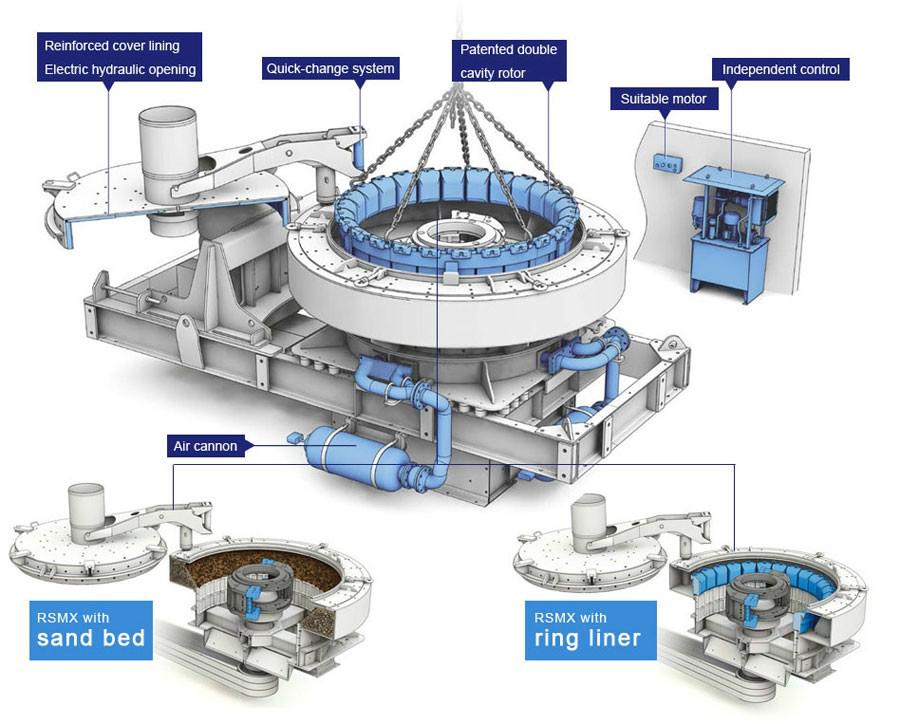 Reinforced cover lining
Electric hydraulic opening
Quick-change system
Patented double
cavity rotor
Suitable motor
Independent control
Air cannon
RSMX with
sand bed
RSMX with
ring liner